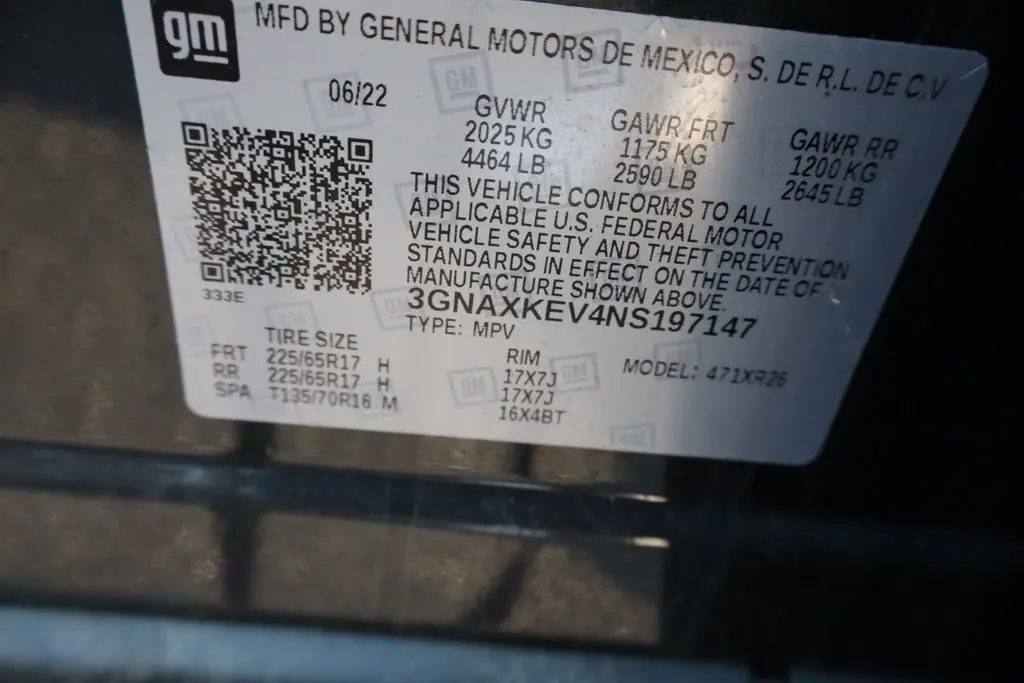 gm
MFD BY GENERAL MOTORS DE MEXICO, S. DE R.L. DE C.V
06/22
GVWR GAWR FRT GAWR RR
2025 KG 1175 KG 1200 KG
4464 LB 2590 LB 2645 LB
THIS VEHICLE CONFORMS TO ALL
APPLICABLE U.S. FEDERAL MOTOR
VEHICLE SAFETY AND THEFT PREVENTION
STANDARDS IN EFFECT ON THE DATE OF
MANUFACTURE SHOWN ABOVE.
333E
3GNAXKEV4NS197147
TYPE: MPV
MODEL: 471XR26
TIRE SIZE RIM
FRT 225/65R17 H 17X7J
RR 225/65R17 H 17X7J
SPA T135/70R16 M 16X4BT